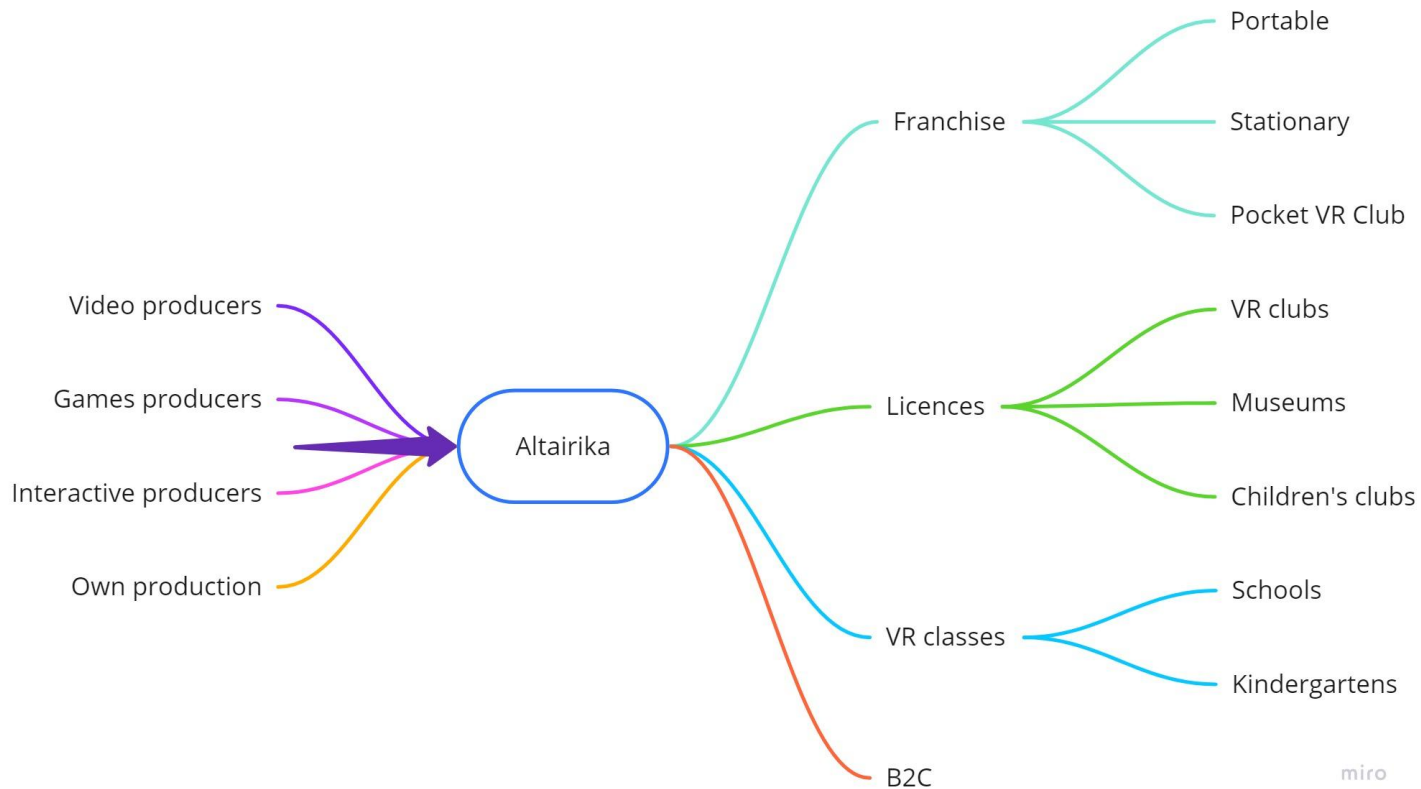 Video producers
Games producers
Interactive producers
Own production
Altairika
Franchise
Portable
Stationary
Pocket VR Club
Licences
VR clubs
Museums
Children's clubs
VR classes
Schools
Kindergartens
B2C
miro